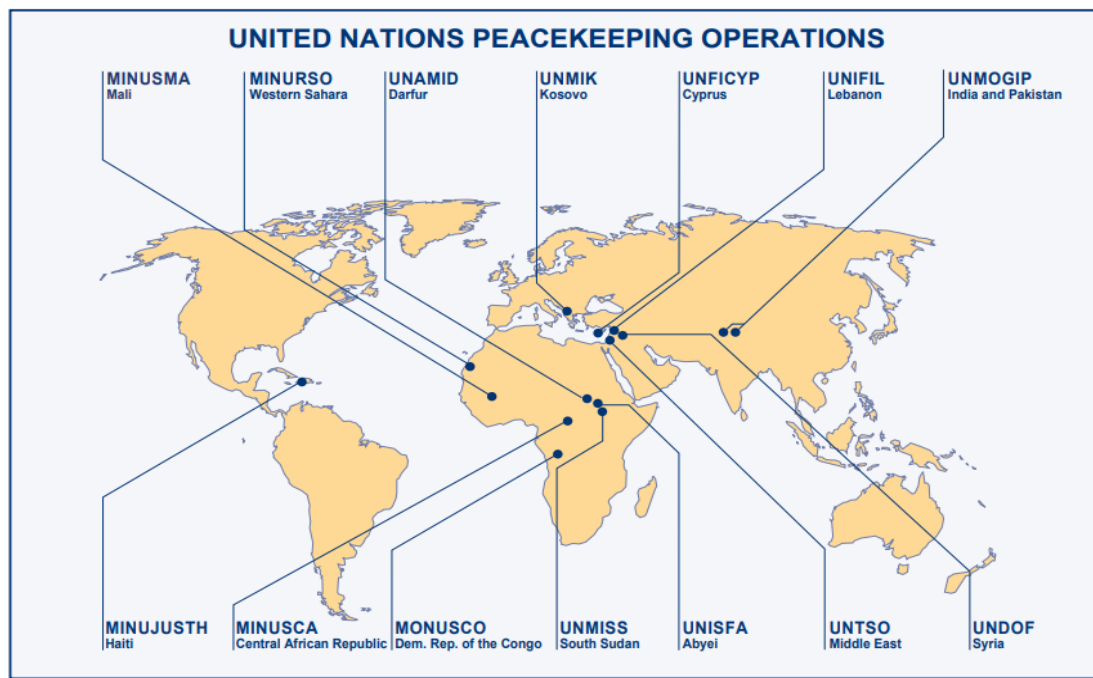 UNITED NATIONS PEACEKEEPING OPERATIONS
MINUSMA
Mali
MINURSO
Western Sahara
UNAMID
Darfur
UNMIK
Kosovo
UNFICYP
Cyprus
UNIFIL
Lebanon
UNMOGIP
India and Pakistan
MINUJUSTH
Haiti
MINUSCA
Central African Republic
MONUSCO
Dem. Rep. of the Congo
UNMISS
South Sudan
UNISFA
Abyei
UNTSO
Middle East
UNDOF
Syria